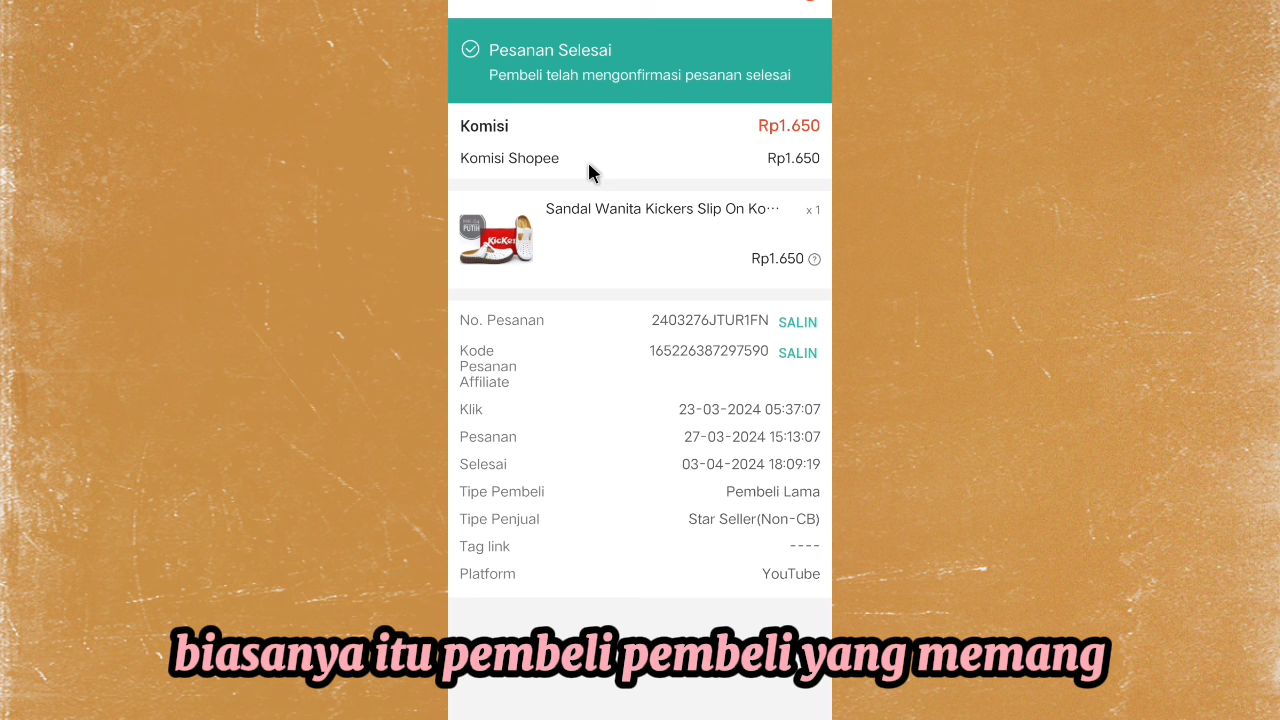 Pesanan Selesai
Pembeli telah mengonfirmasi pesanan selesai
Komisi Rp1.650
Komisi Shopee Rp1.650
Sandal Wanita Kickers Slip On Ko··· x 1
PUTIH
KicKer
Rp1.650 ?
No. Pesanan 2403276JTUR1FN SALIN
Kode Pesanan Affiliate 165226387297590 SALIN
Klik 23-03-2024 05:37:07
Pesanan 27-03-2024 15:13:07
Selesai 03-04-2024 18:09:19
Tipe Pembeli Pembeli Lama
Tipe Penjual Star Seller(Non-CB)
Tag link ----
Platform YouTube
biasanya itu pembeli pembeli yang memang